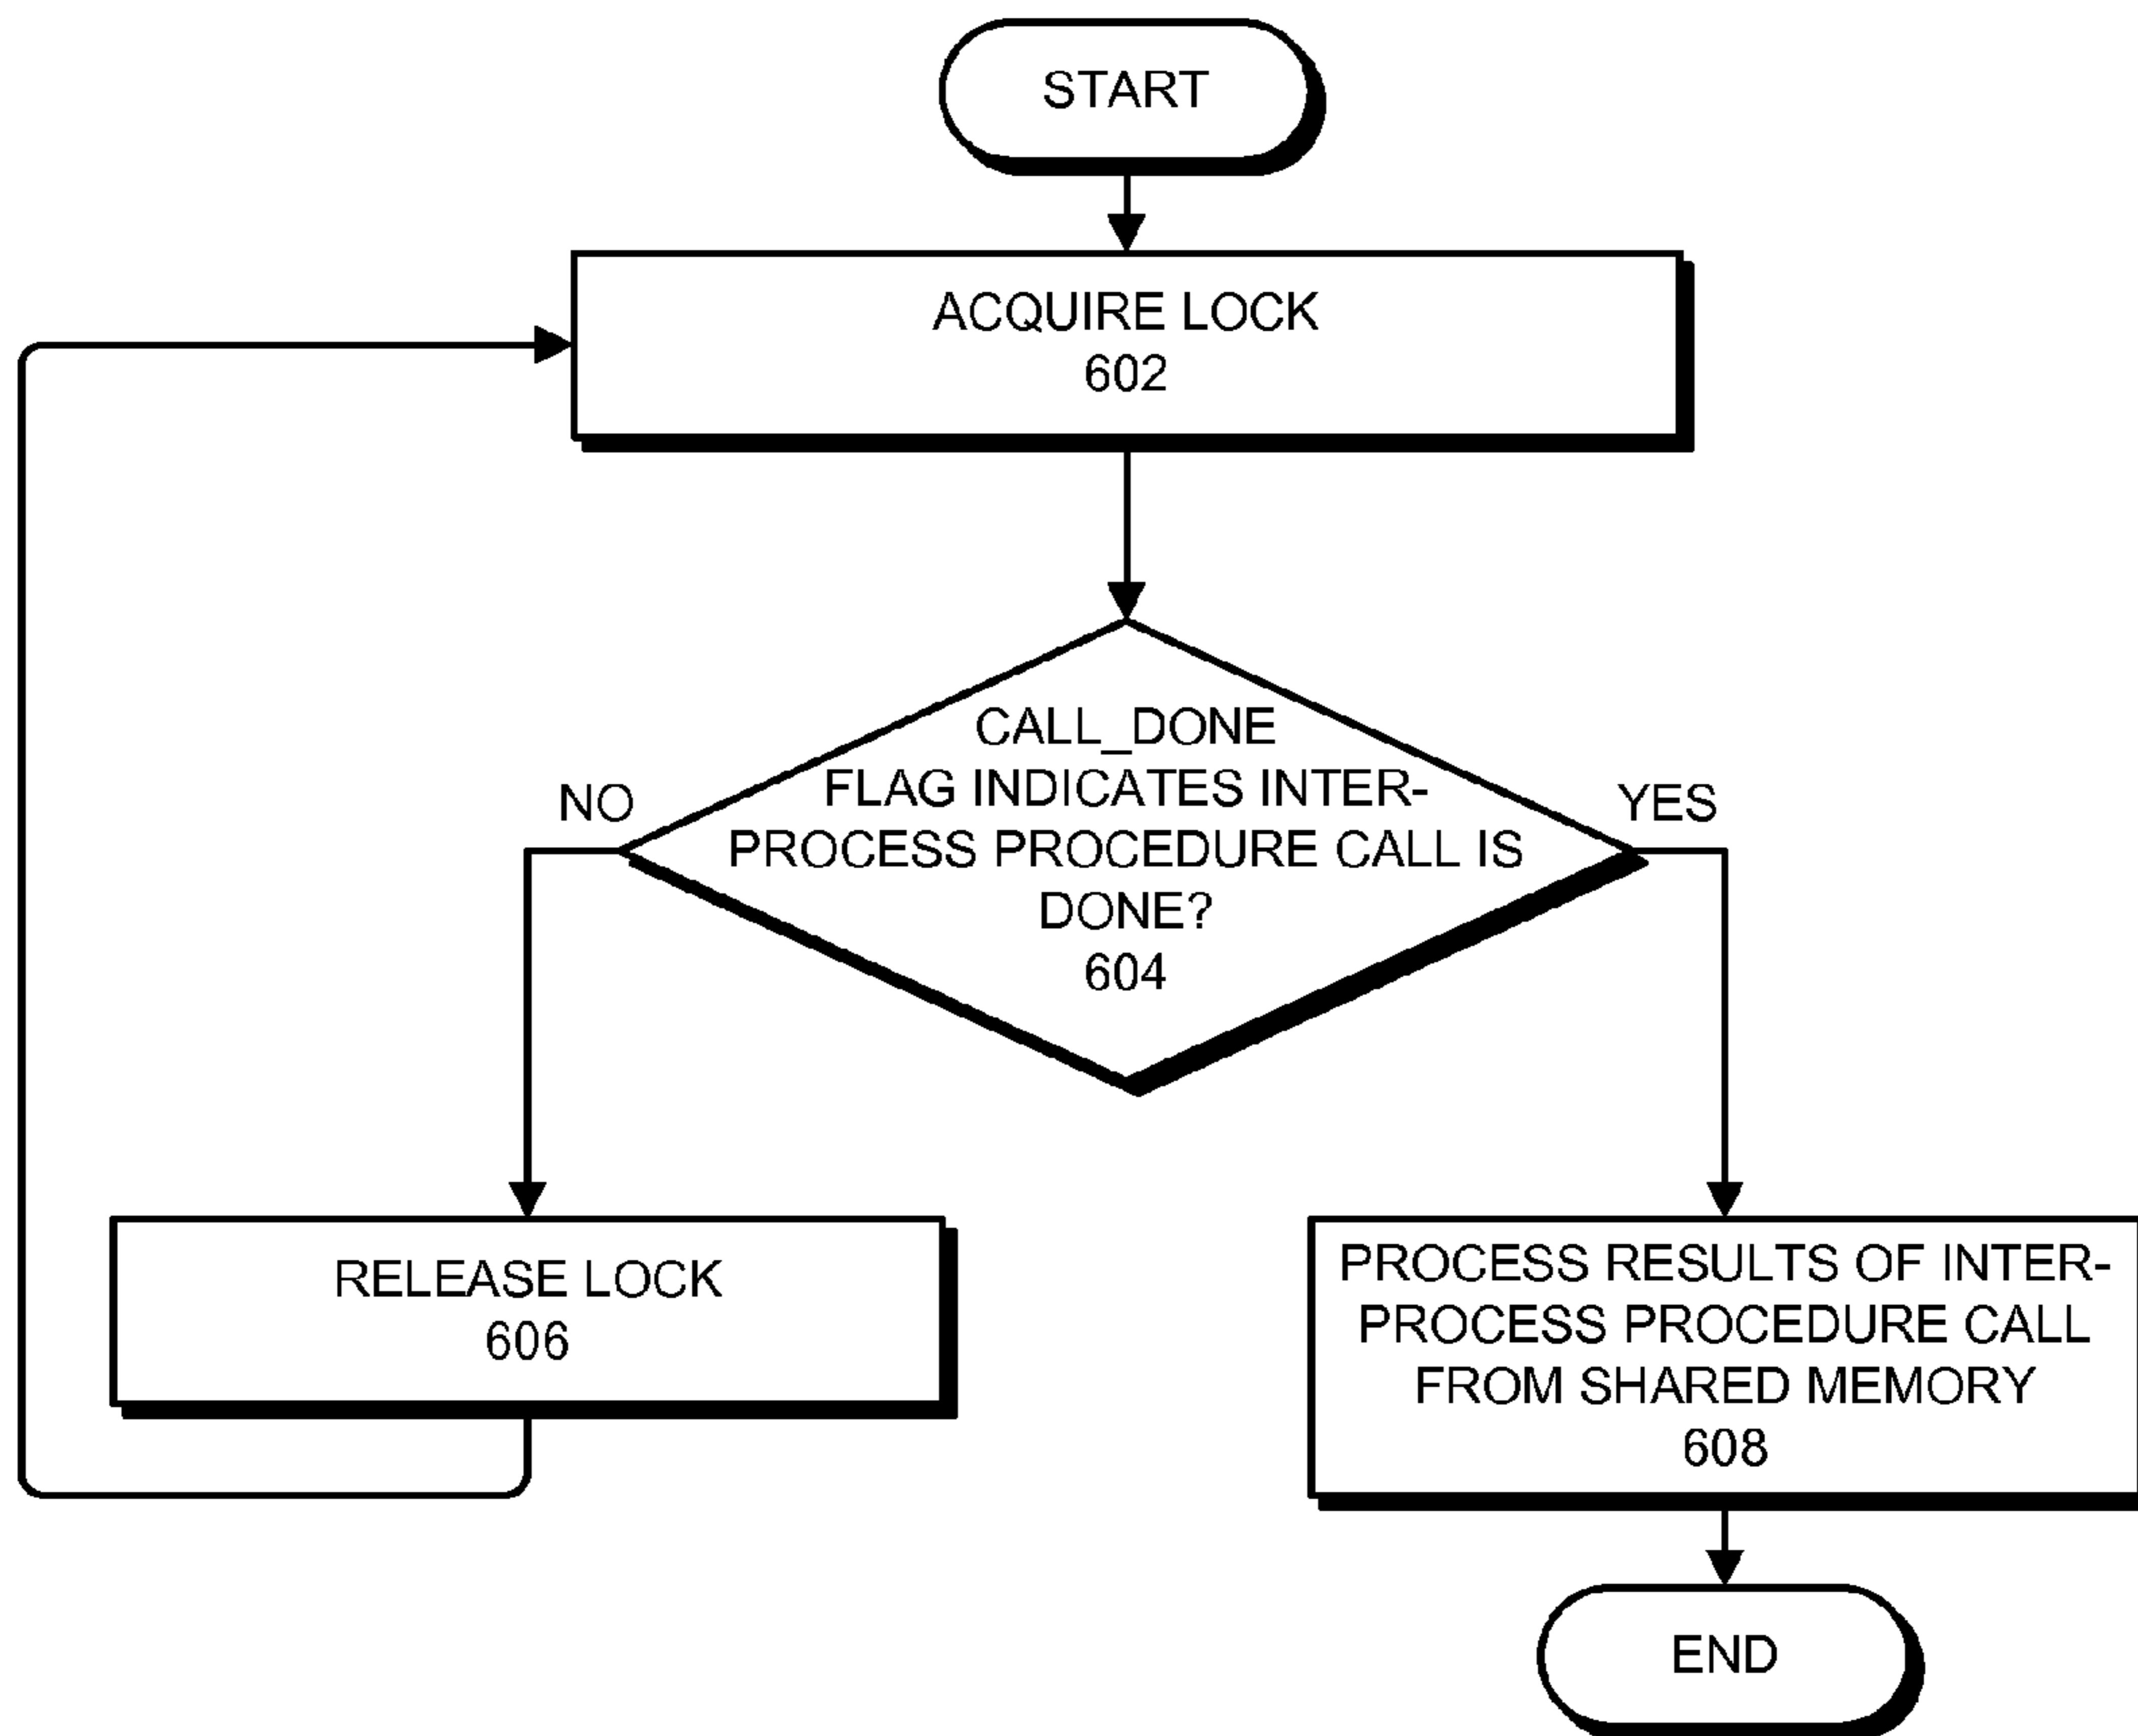 START
ACQUIRE LOCK
602
CALL_DONE
FLAG INDICATES INTER-
PROCESS PROCEDURE CALL IS
DONE?
604
NO
YES
RELEASE LOCK
606
PROCESS RESULTS OF INTER-
PROCESS PROCEDURE CALL
FROM SHARED MEMORY
608
END